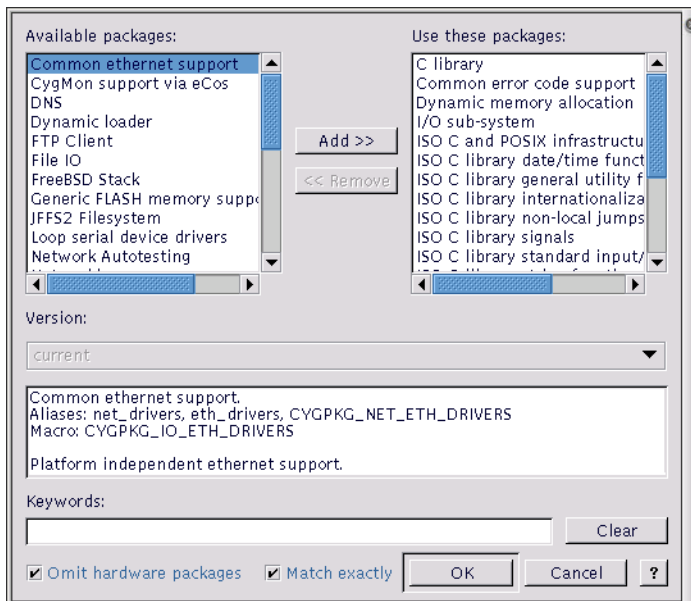 Available packages:
Common ethernet support
CygMon support via eCos
DNS
Dynamic loader
FTP Client
File IO
FreeBSD Stack
Generic FLASH memory suppo
JFFS2 Filesystem
Loop serial device drivers
Network Autotesting
Add >>
<< Remove
Use these packages:
C library
Common error code support
Dynamic memory allocation
I/O sub-system
ISO C and POSIX infrastructu
ISO C library date/time funct
ISO C library general utility f
ISO C library internationaliza
ISO C library non-local jumps
ISO C library signals
ISO C library standard input/
Version:
current
Common ethernet support.
Aliases: net_drivers, eth_drivers, CYGPKG_NET_ETH_DRIVERS
Macro: CYGPKG_IO_ETH_DRIVERS
Platform independent ethernet support.
Keywords:
Clear
Omit hardware packages
Match exactly
OK
Cancel
?